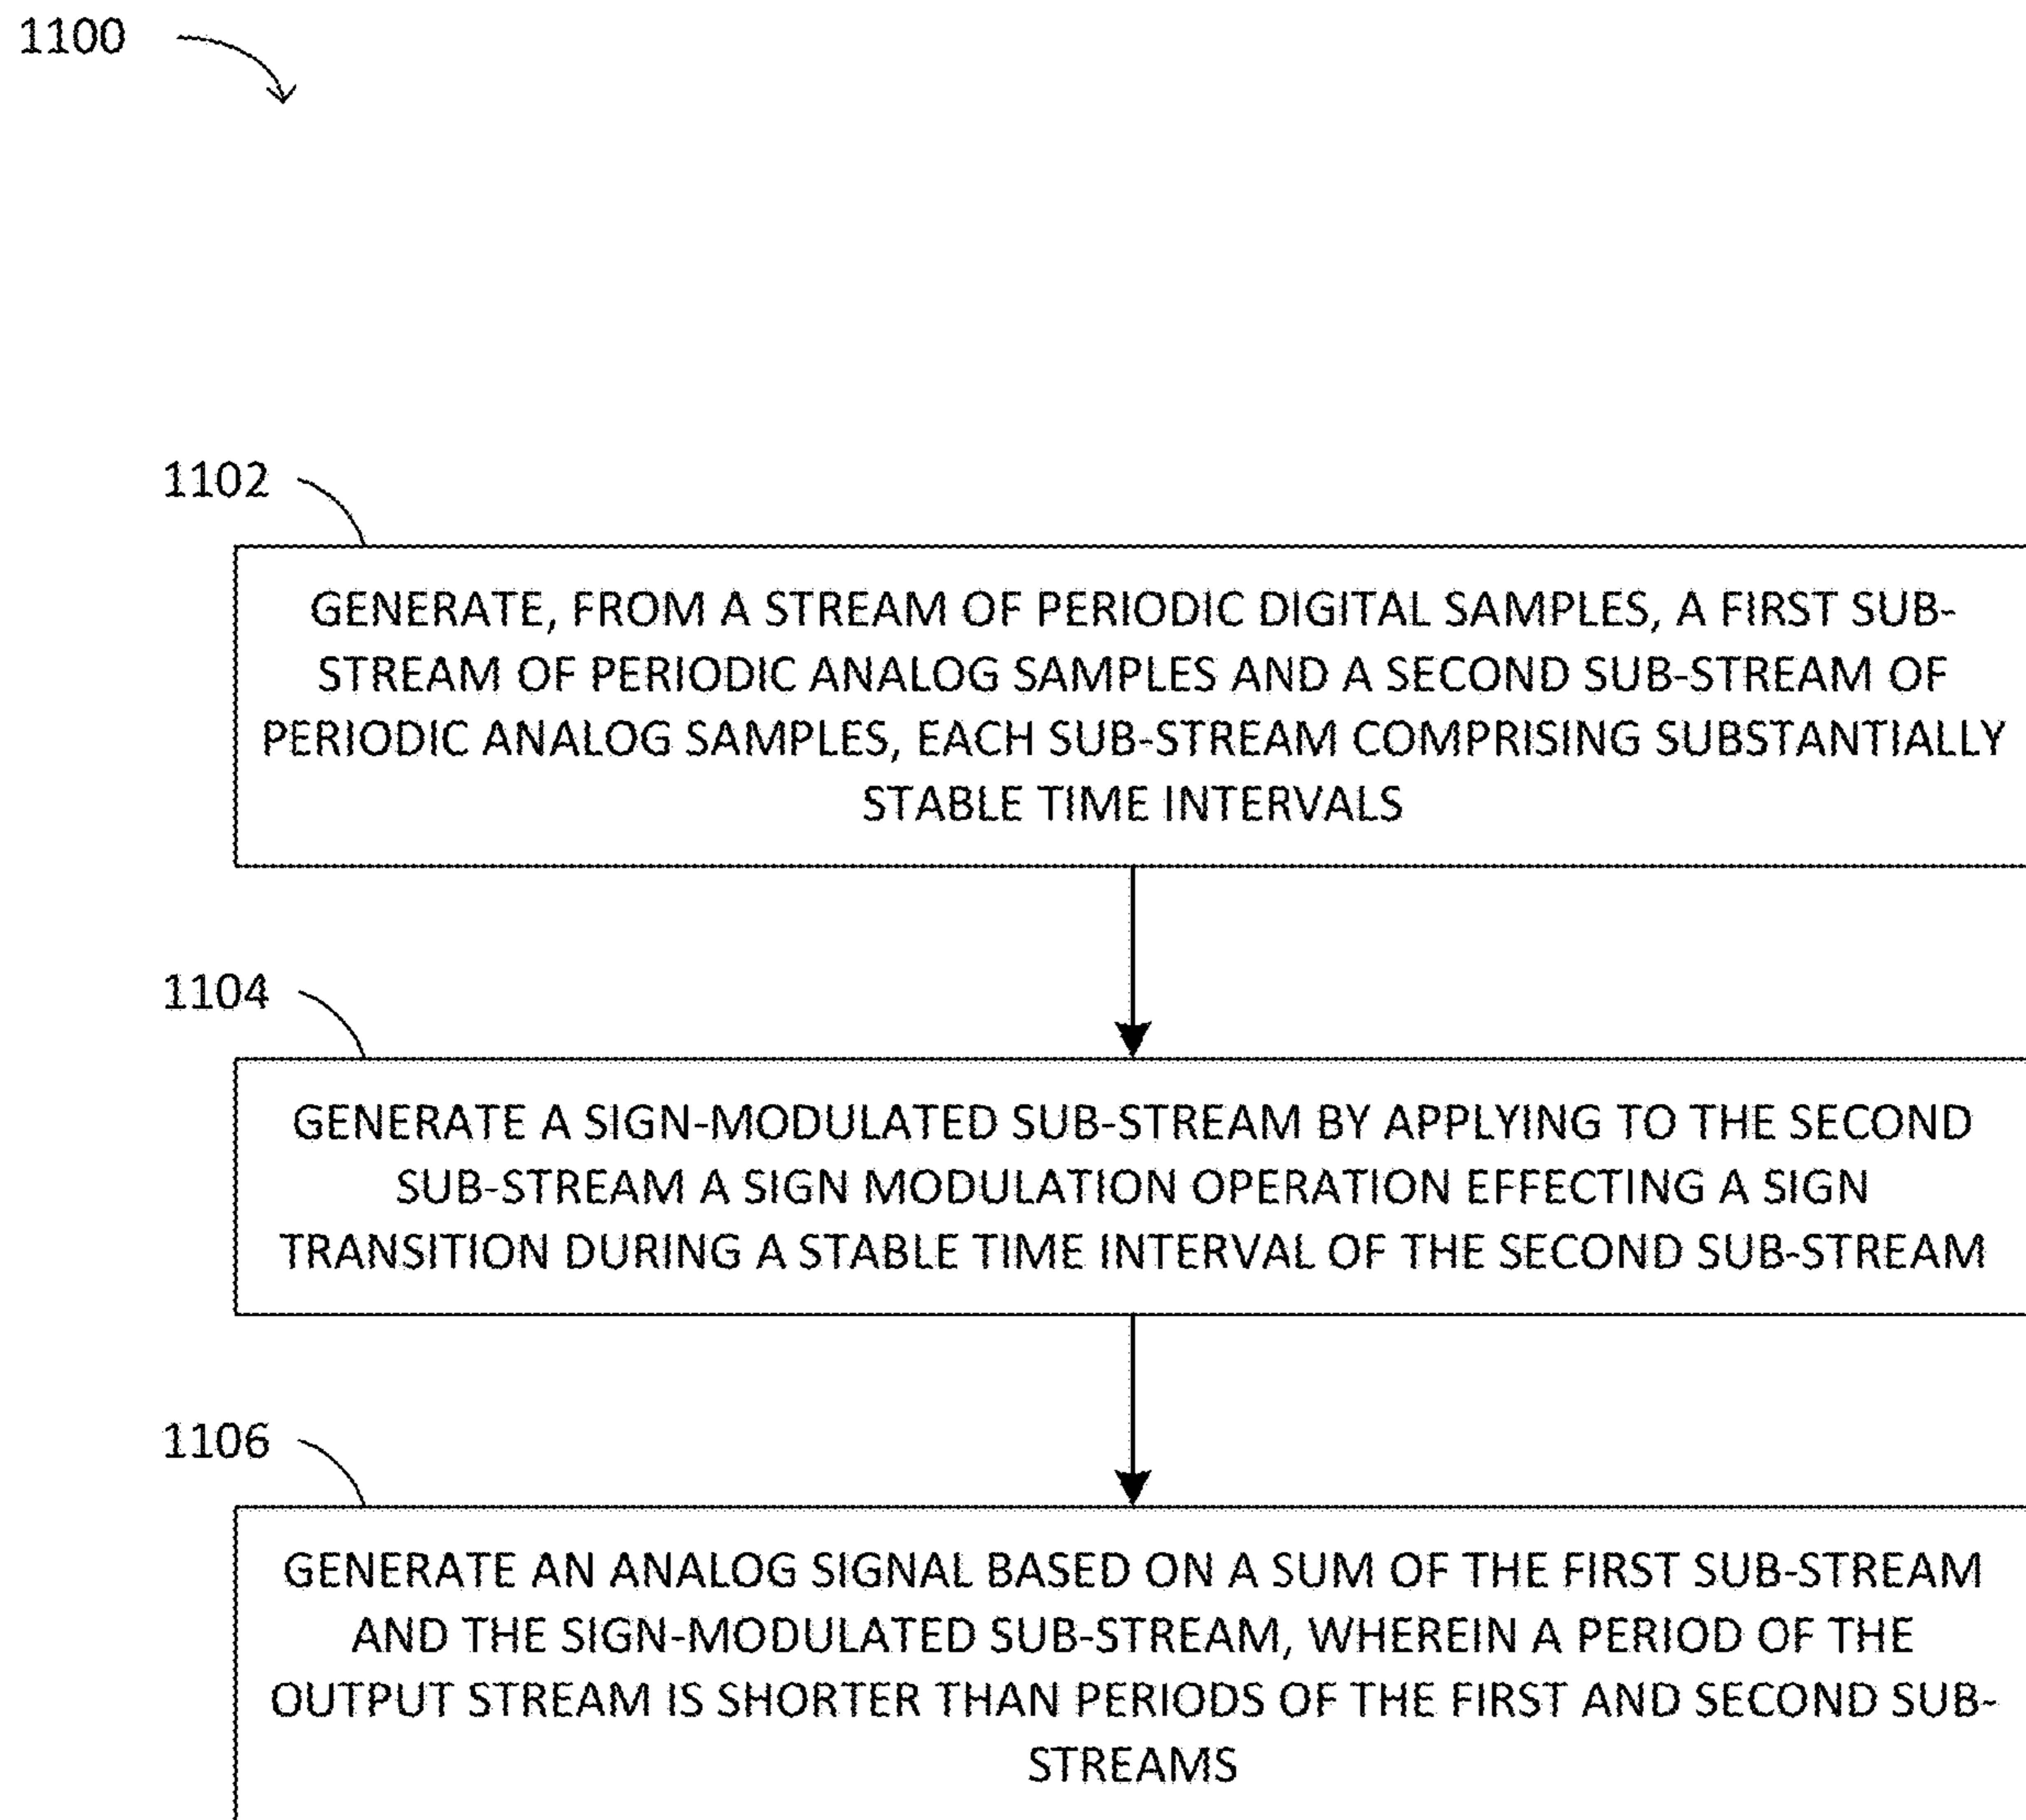 1100
1102
GENERATE, FROM A STREAM OF PERIODIC DIGITAL SAMPLES, A FIRST SUB-
STREAM OF PERIODIC ANALOG SAMPLES AND A SECOND SUB-STREAM OF
PERIODIC ANALOG SAMPLES, EACH SUB-STREAM COMPRISING SUBSTANTIALLY
STABLE TIME INTERVALS
1104
GENERATE A SIGN-MODULATED SUB-STREAM BY APPLYING TO THE SECOND
SUB-STREAM A SIGN MODULATION OPERATION EFFECTING A SIGN
TRANSITION DURING A STABLE TIME INTERVAL OF THE SECOND SUB-STREAM
1106
GENERATE AN ANALOG SIGNAL BASED ON A SUM OF THE FIRST SUB-STREAM
AND THE SIGN-MODULATED SUB-STREAM, WHEREIN A PERIOD OF THE
OUTPUT STREAM IS SHORTER THAN PERIODS OF THE FIRST AND SECOND SUB-
STREAMS